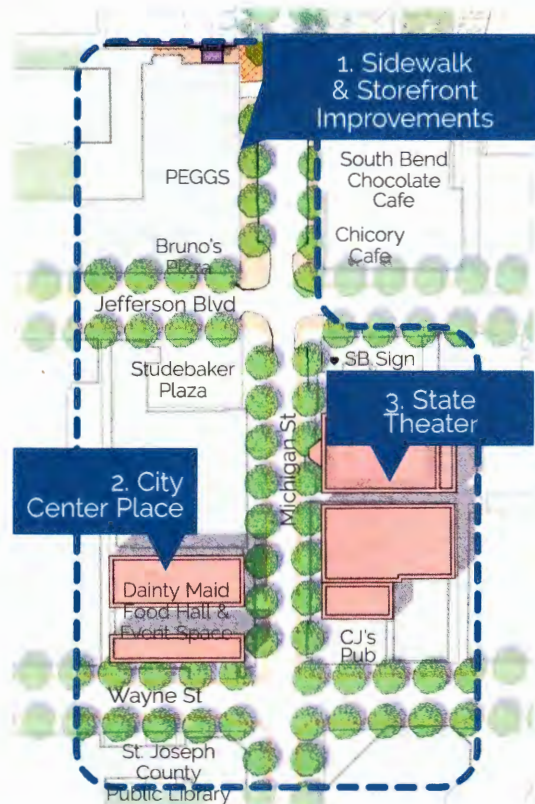 1. Sidewalk
& Storefront
Improvements
PEGGS
South Bend
Chocolate
Cafe
Bruno's
Pizza
Chicory
Cafe
Jefferson Blvd
Studebaker
Plaza
SB Sign
3. State
Theater
Michigan St
2. City
Center Place
Dainty Maid
Food Hall &
Event Space
CJ's
Pub
Wayne St
St. Joseph
County
Public Library